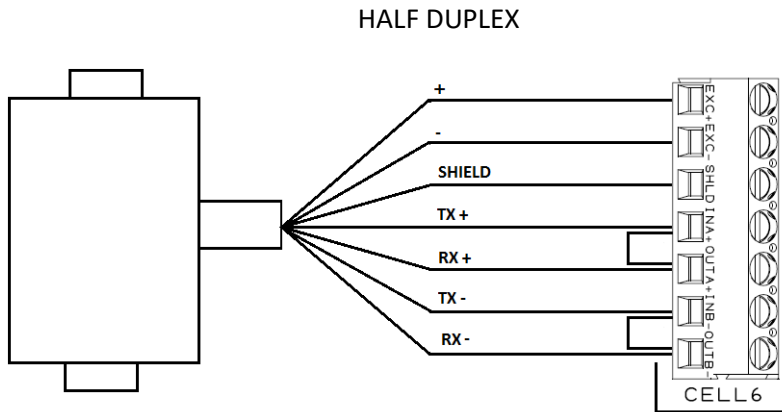 HALF DUPLEX
+
-
SHIELD
TX +
RX +
TX -
RX -
EXC+
EXC-
SHLD
INA+
OUTA+
INB-
OUTB-
CELL6